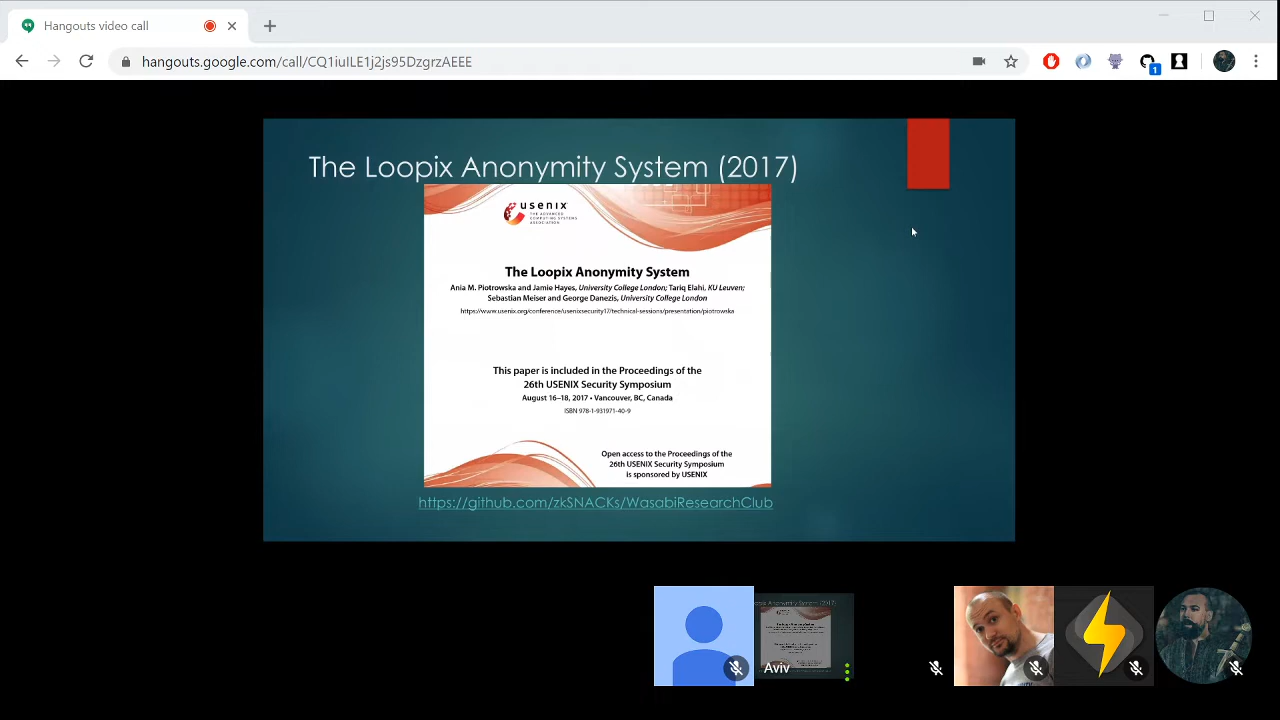 Hangouts video call
hangouts.google.com/call/CQ1iuILE1j2js95DzgrzAEEE
1
The Loopix Anonymity System (2017)
usenix
THE ADVANCED
COMPUTING SYSTEMS
ASSOCIATION
The Loopix Anonymity System
Ania M. Piotrowska and Jamie Hayes, University College London; Tariq Elahi, KU Leuven;
Sebastian Meiser and George Danezis, University College London
https://www.usenix.org/conference/usenixsecurity17/technical-sessions/presentation/piotrowska
This paper is included in the Proceedings of the
26th USENIX Security Symposium
August 16–18, 2017 • Vancouver, BC, Canada
ISBN 978-1-931971-40-9
Open access to the Proceedings of the
26th USENIX Security Symposium
is sponsored by USENIX
https://github.com/zkSNACKs/WasabiResearchClub
Aviv